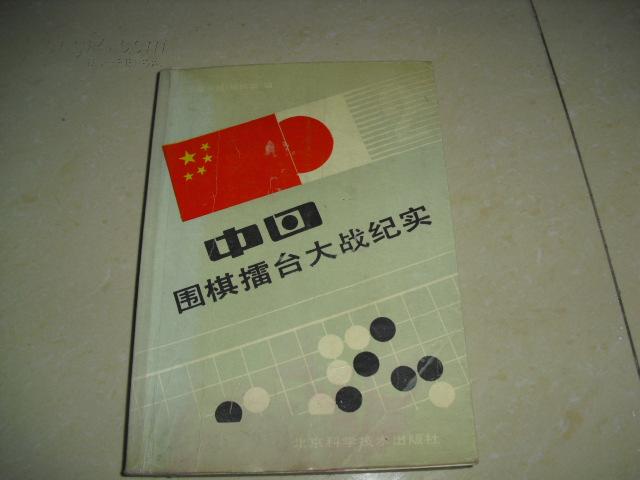 中日
围棋擂台大战纪实
北京科学技术出版社